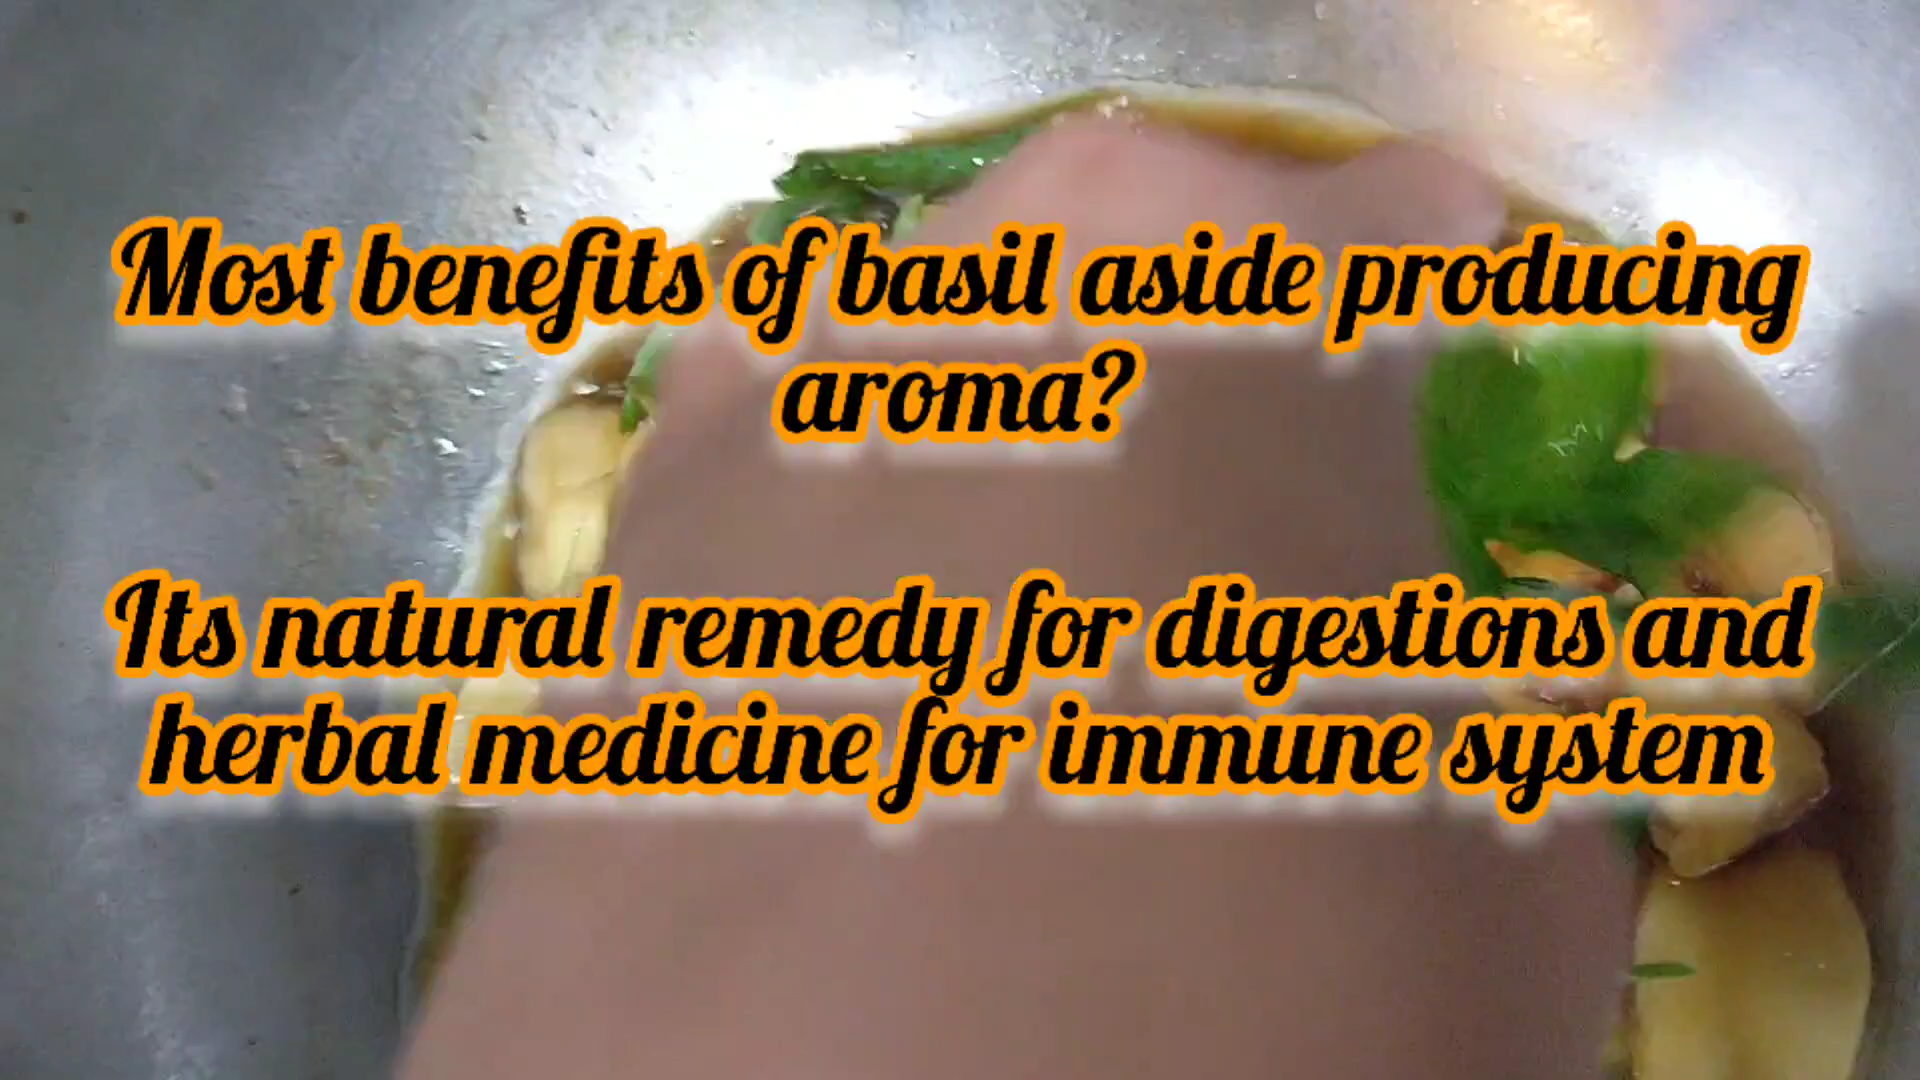 Most benefits of basil aside producing
aroma?
Its natural remedy for digestions and
herbal medicine for immune system